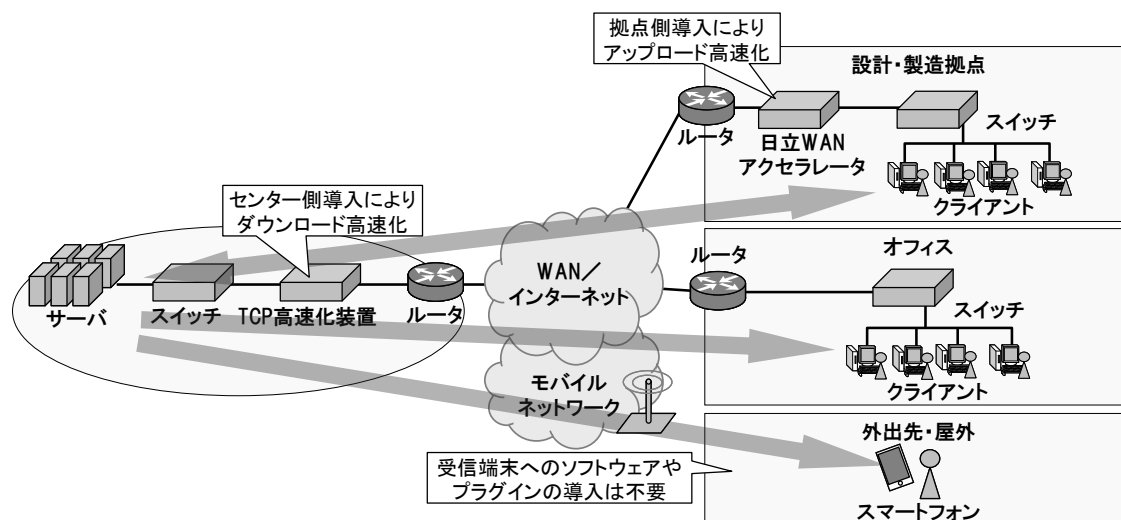 拠点側導入により
アップロード高速化
設計・製造拠点
ルータ
日立WAN
アクセラレータ
スイッチ
クライアント
センター側導入により
ダウンロード高速化
サーバ
スイッチ
TCP高速化装置
ルータ
WAN／
インターネット
ルータ
オフィス
スイッチ
クライアント
モバイル
ネットワーク
受信端末へのソフトウェアや
プラグインの導入は不要
外出先・屋外
スマートフォン